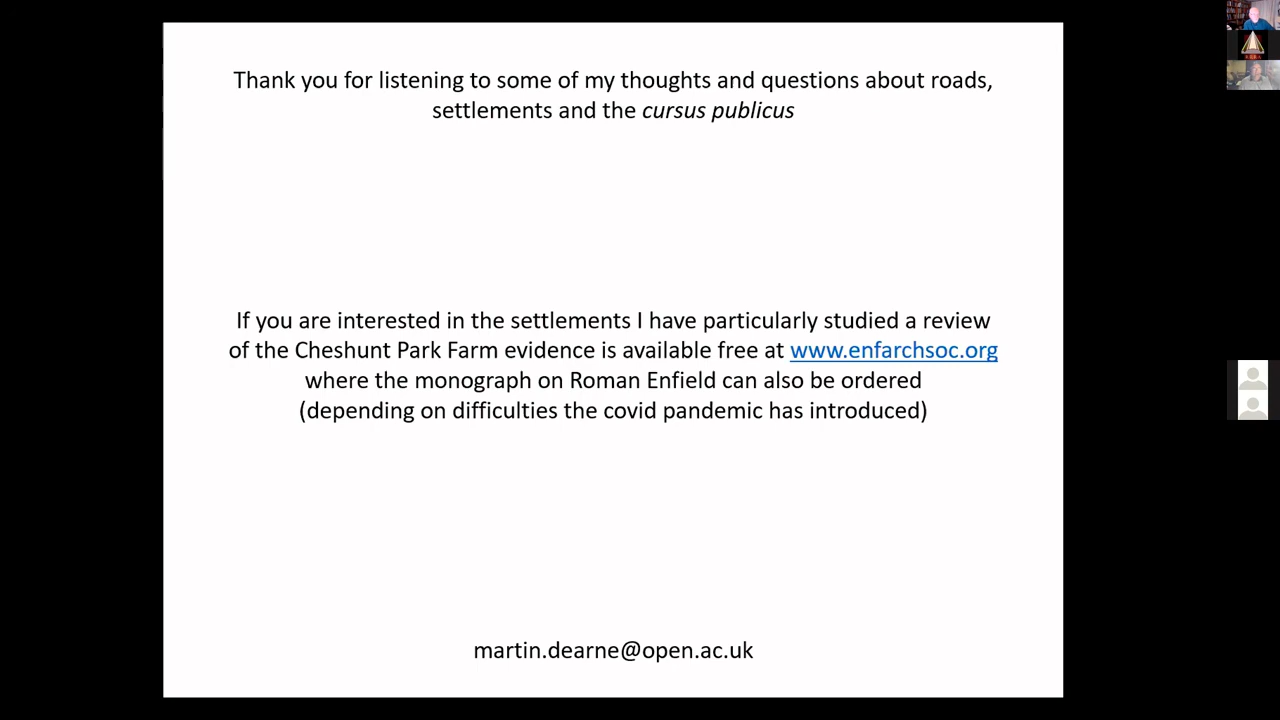 Thank you for listening to some of my thoughts and questions about roads,
settlements and the cursus publicus
If you are interested in the settlements I have particularly studied a review
of the Cheshunt Park Farm evidence is available free at www.enfarchsoc.org
where the monograph on Roman Enfield can also be ordered
(depending on difficulties the covid pandemic has introduced)
martin.dearne@open.ac.uk